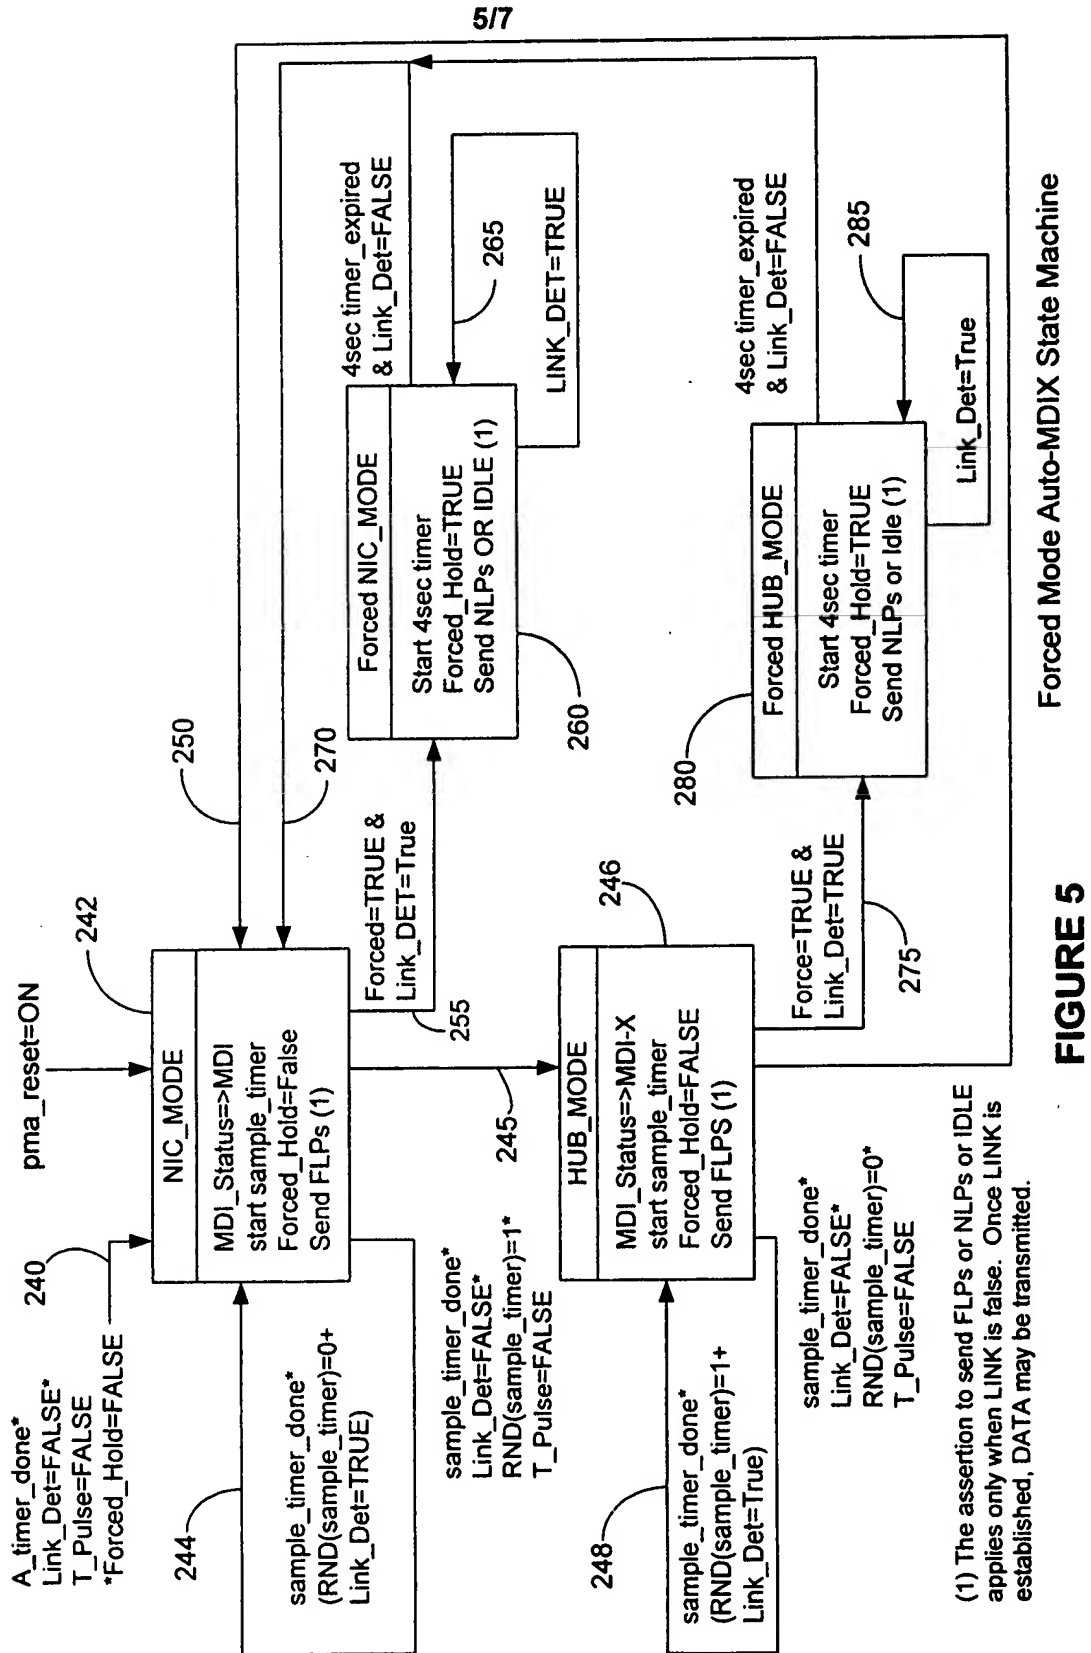 5/7
A_timer_done*
Link_Det=FALSE*
T_Pulse=FALSE
*Forced_Hold=FALSE
240
pma_reset=ON
242
250
270
NIC_MODE
MDI_Status=>MDI
start sample_timer
Forced_Hold=False
Send FLPs (1)
244
sample_timer_done*
(RND(sample_timer)=0+
Link_Det=TRUE)
Forced=TRUE &
Link_DET=True
255
Forced NIC_MODE
Start 4sec timer
Forced_Hold=TRUE
Send NLPs OR IDLE (1)
260
4sec timer_expired
& Link_Det=FALSE
265
LINK_DET=TRUE
245
sample_timer_done*
Link_Det=FALSE*
RND(sample_timer)=1*
T_Pulse=FALSE
HUB_MODE
MDI_Status=>MDI-X
start sample_timer
Forced_Hold=FALSE
Send FLPS (1)
246
248
sample_timer_done*
(RND(sample_timer)=1+
Link_Det=True)
sample_timer_done*
Link_Det=FALSE*
RND(sample_timer)=0*
T_Pulse=FALSE
Force=TRUE &
Link_Det=TRUE
275
280
Forced HUB_MODE
Start 4sec timer
Forced_Hold=TRUE
Send NLPs or Idle (1)
4sec timer_expired
& Link_Det=FALSE
285
Link_Det=True
(1) The assertion to send FLPs or NLPs or IDLE
applies only when LINK is false. Once LINK is
established, DATA may be transmitted.
Forced Mode Auto-MDIX State Machine
FIGURE 5